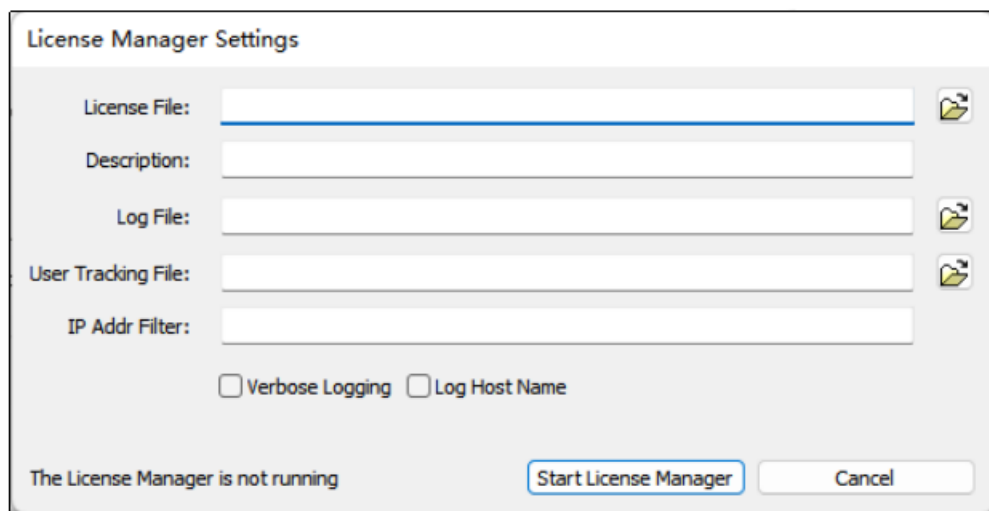 License Manager Settings
License File:
Description:
Log File:
User Tracking File:
IP Addr Filter:
Verbose Logging Log Host Name
The License Manager is not running Start License Manager Cancel